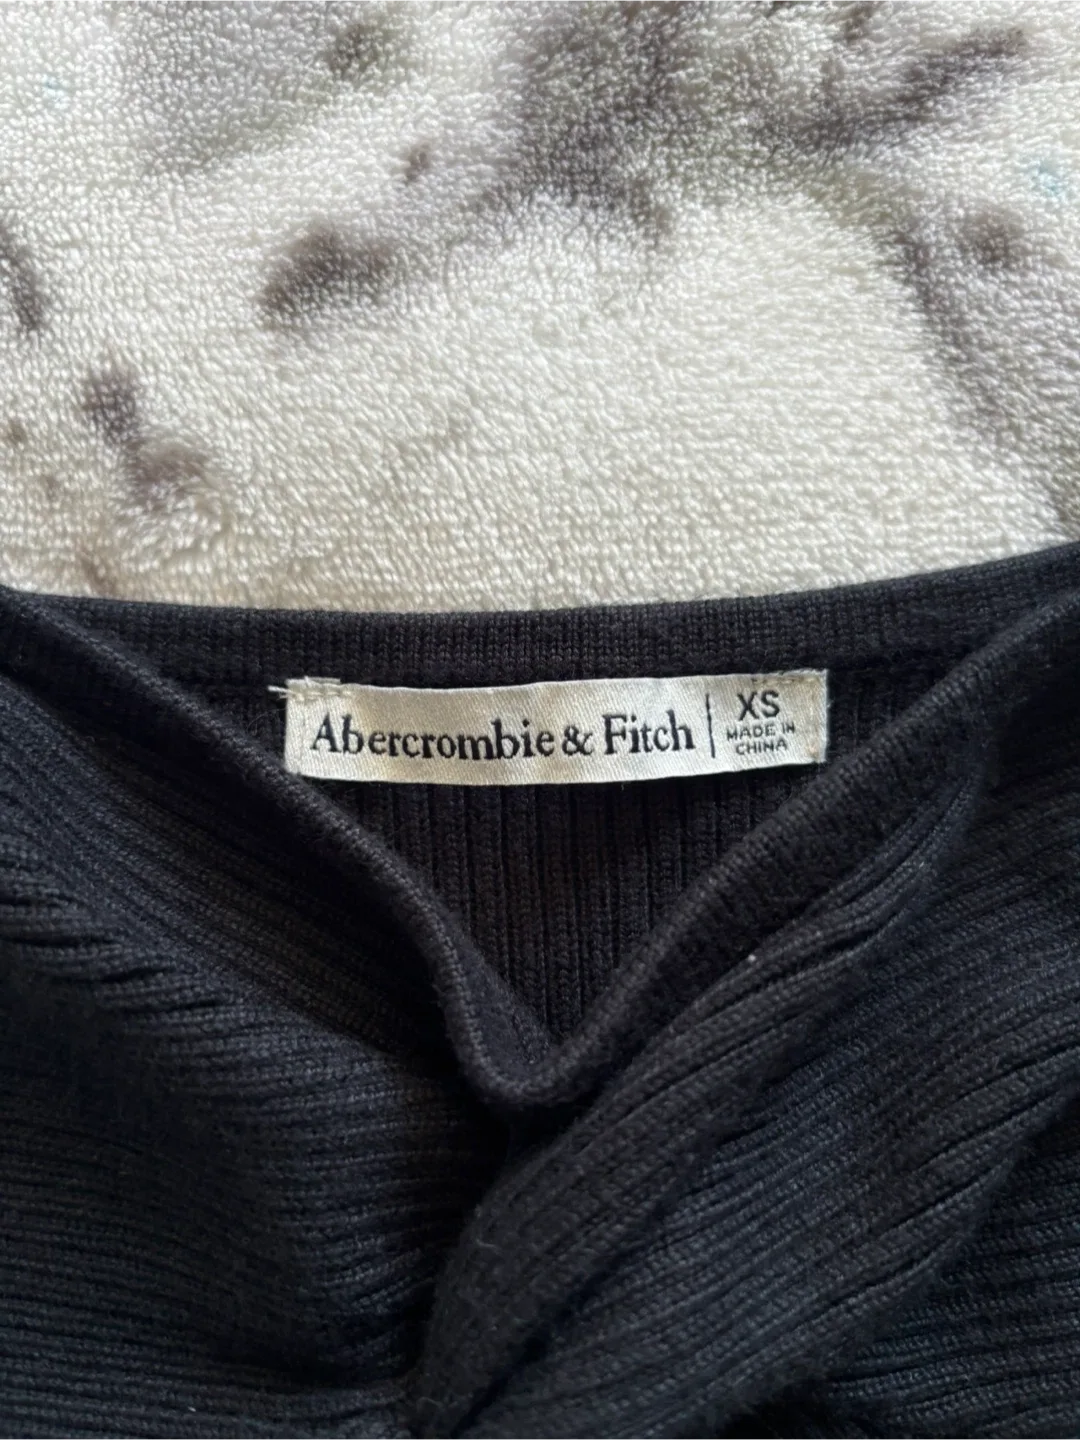 Abercrombie & Fitch
XS
MADE IN
CHINA